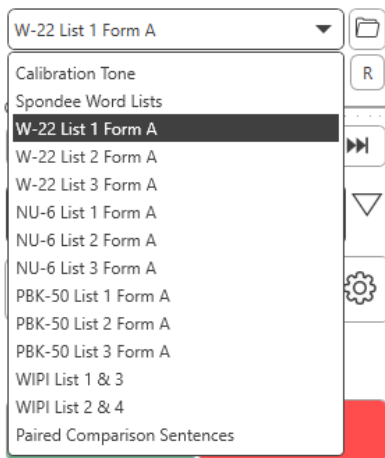 W-22 List 1 Form A
R
Calibration Tone
Spondee Word Lists
W-22 List 1 Form A
W-22 List 2 Form A
W-22 List 3 Form A
NU-6 List 1 Form A
NU-6 List 2 Form A
NU-6 List 3 Form A
PBK-50 List 1 Form A
PBK-50 List 2 Form A
PBK-50 List 3 Form A
WIPI List 1 & 3
WIPI List 2 & 4
Paired Comparison Sentences